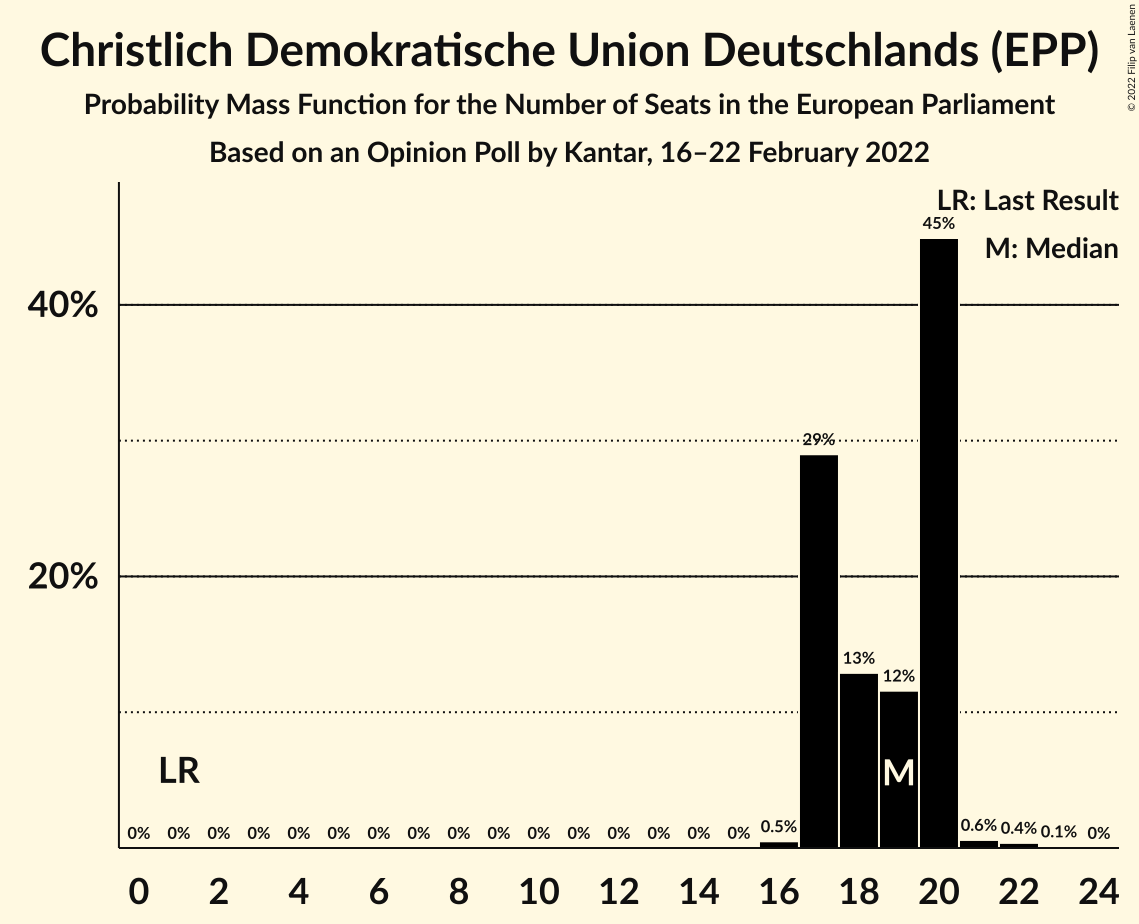 Christlich Demokratische Union Deutschlands (EPP)
Probability Mass Function for the Number of Seats in the European Parliament
Based on an Opinion Poll by Kantar, 16–22 February 2022
© 2022 Filip van Laenen
LR: Last Result
M: Median
45%
40%
29%
20%
13%
12%
LR
M
0% 0% 0% 0% 0% 0% 0% 0% 0% 0% 0% 0% 0% 0% 0% 0% 0.5% 0.6% 0.4% 0.1% 0%
0 2 4 6 8 10 12 14 16 18 20 22 24